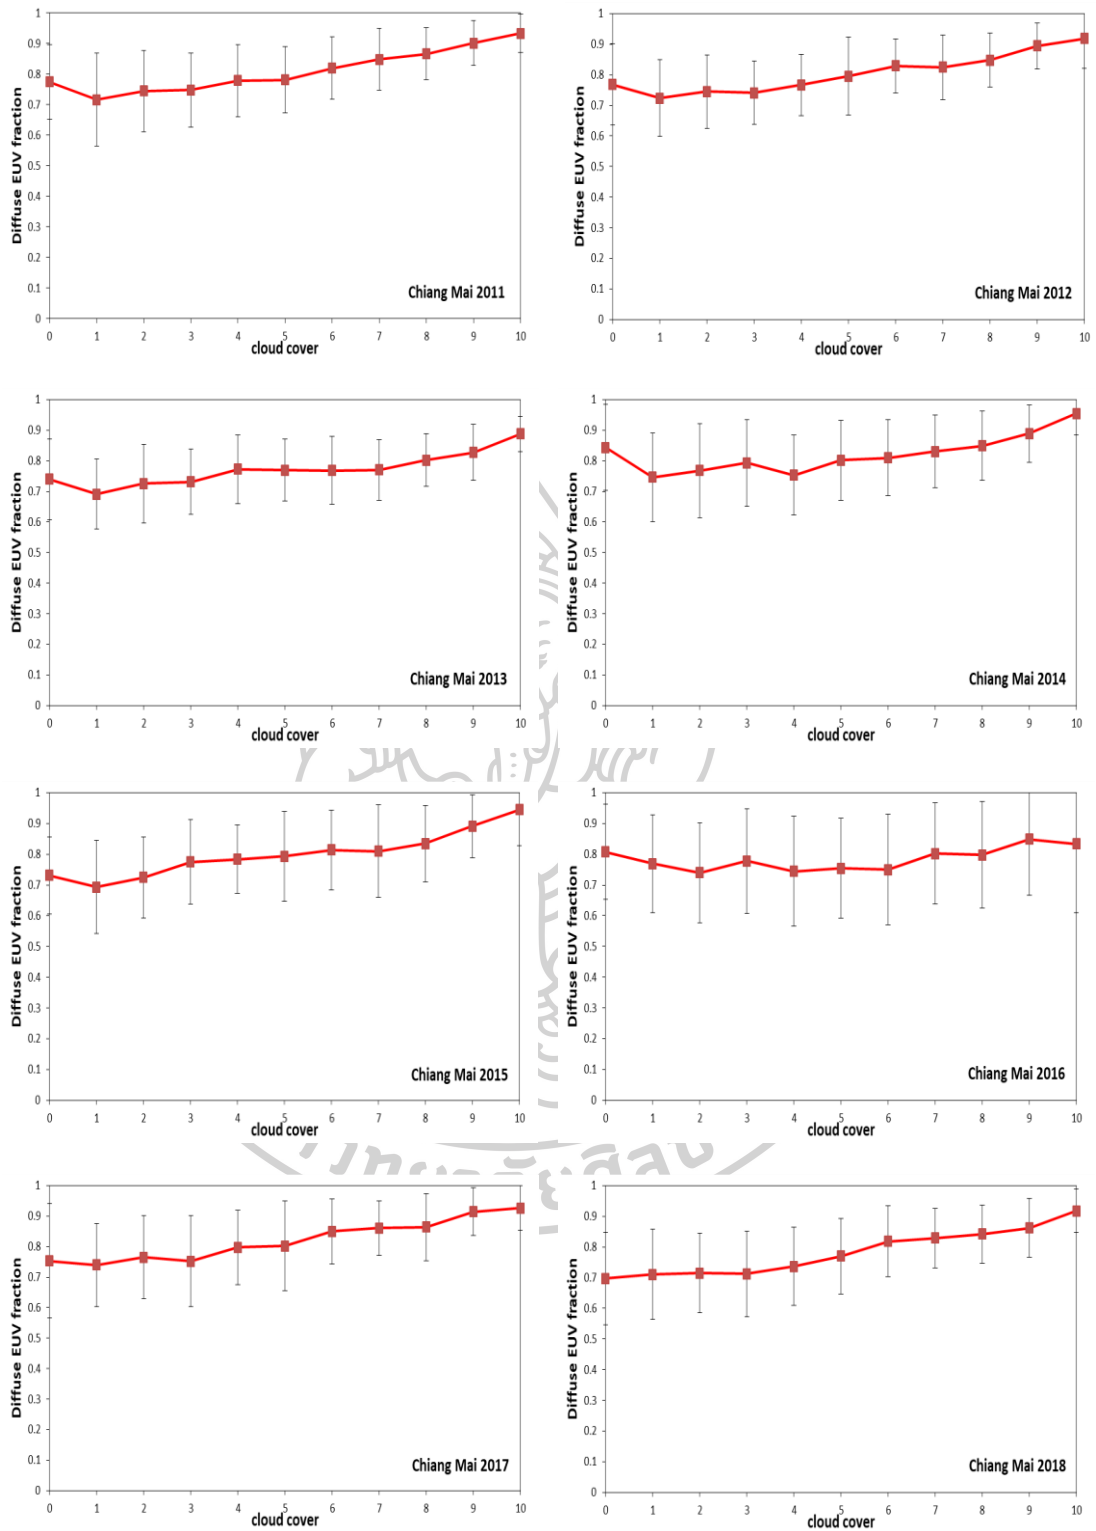 1
0.9
0.8
0.7
0.6
0.5
0.4
0.3
0.2
0.1
0
Diffuse EUV fraction
Chiang Mai 2011
0 1 2 3 4 5 6 7 8 9 10
cloud cover
1
0.9
0.8
0.7
0.6
0.5
0.4
0.3
0.2
0.1
0
Diffuse EUV fraction
Chiang Mai 2012
0 1 2 3 4 5 6 7 8 9 10
cloud cover
1
0.9
0.8
0.7
0.6
0.5
0.4
0.3
0.2
0.1
0
Diffuse EUV fraction
Chiang Mai 2013
0 1 2 3 4 5 6 7 8 9 10
cloud cover
1
0.9
0.8
0.7
0.6
0.5
0.4
0.3
0.2
0.1
0
Diffuse EUV fraction
Chiang Mai 2014
0 1 2 3 4 5 6 7 8 9 10
cloud cover
1
0.9
0.8
0.7
0.6
0.5
0.4
0.3
0.2
0.1
0
Diffuse EUV fraction
Chiang Mai 2015
0 1 2 3 4 5 6 7 8 9 10
cloud cover
1
0.9
0.8
0.7
0.6
0.5
0.4
0.3
0.2
0.1
0
Diffuse EUV fraction
Chiang Mai 2016
0 1 2 3 4 5 6 7 8 9 10
cloud cover
1
0.9
0.8
0.7
0.6
0.5
0.4
0.3
0.2
0.1
0
Diffuse EUV fraction
Chiang Mai 2017
0 1 2 3 4 5 6 7 8 9 10
cloud cover
1
0.9
0.8
0.7
0.6
0.5
0.4
0.3
0.2
0.1
0
Diffuse EUV fraction
Chiang Mai 2018
0 1 2 3 4 5 6 7 8 9 10
cloud cover